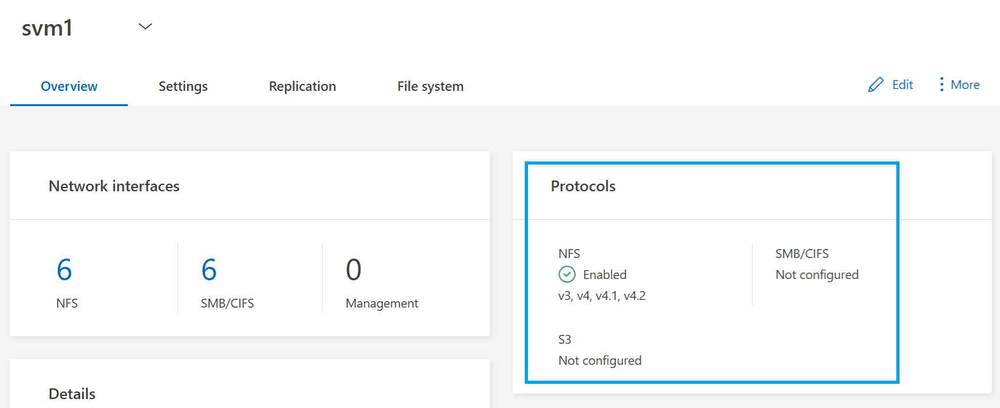 svm1
Overview
Settings
Replication
File system
Edit
More
Network interfaces
6
NFS
6
SMB/CIFS
0
Management
Details
Protocols
NFS
Enabled
v3, v4, v4.1, v4.2
SMB/CIFS
Not configured
S3
Not configured